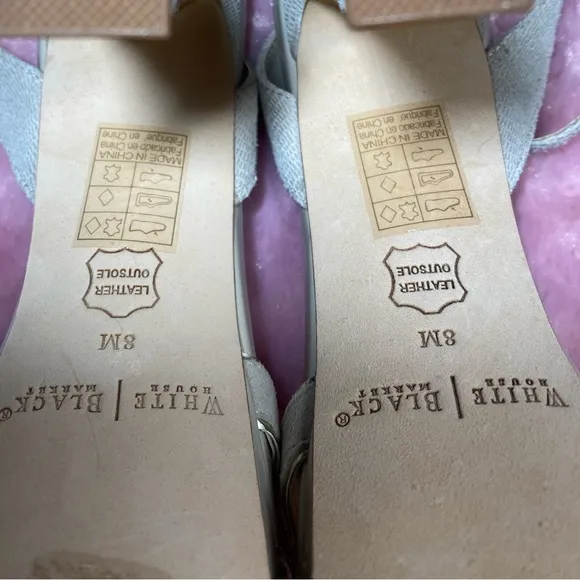 MADE IN CHINA
Fabricado en China
Fabriqué en Chine
LEATHER
OUTSOLE
8M
WHITE | BLACK®
HOUSE MARKET
MADE IN CHINA
Fabricado en China
Fabriqué en Chine
LEATHER
OUTSOLE
8M
WHITE | BLACK®
HOUSE MARKET